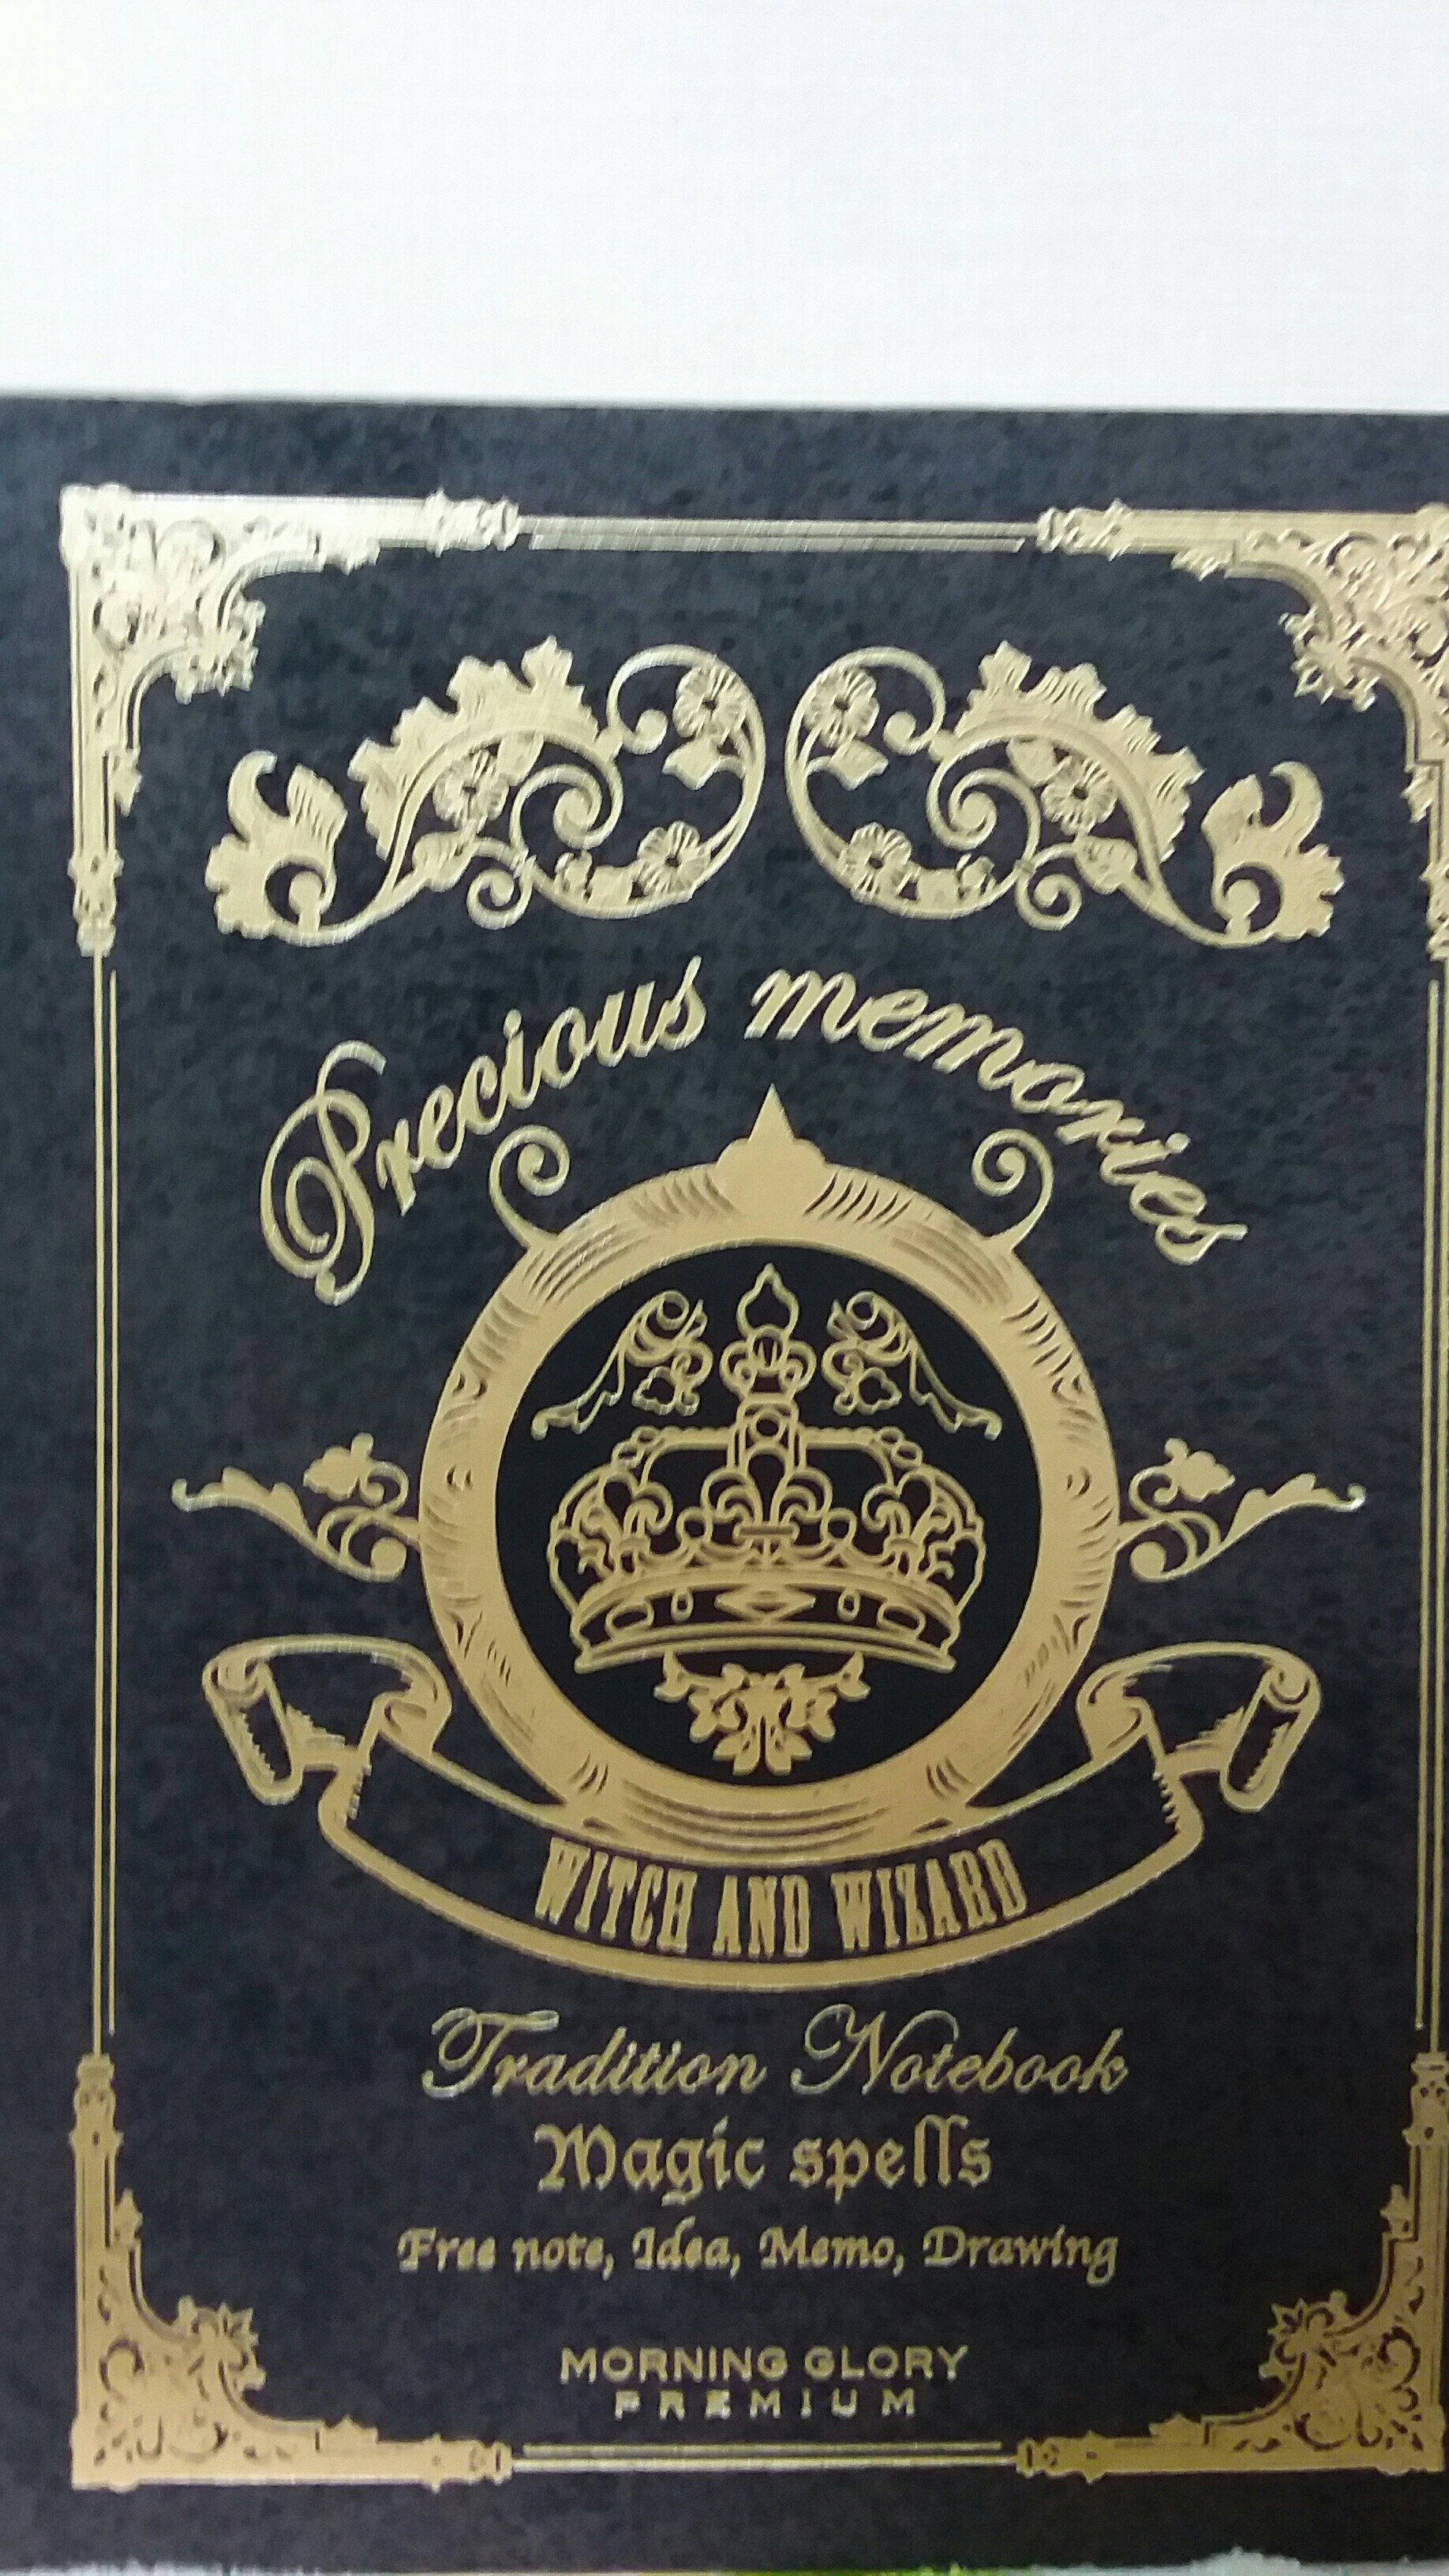 Precious memories
WITCH AND WIZARD
Tradition Notebook
Magic spells
Free note, Idea, Memo, Drawing
MORNING GLORY
PREMIUM